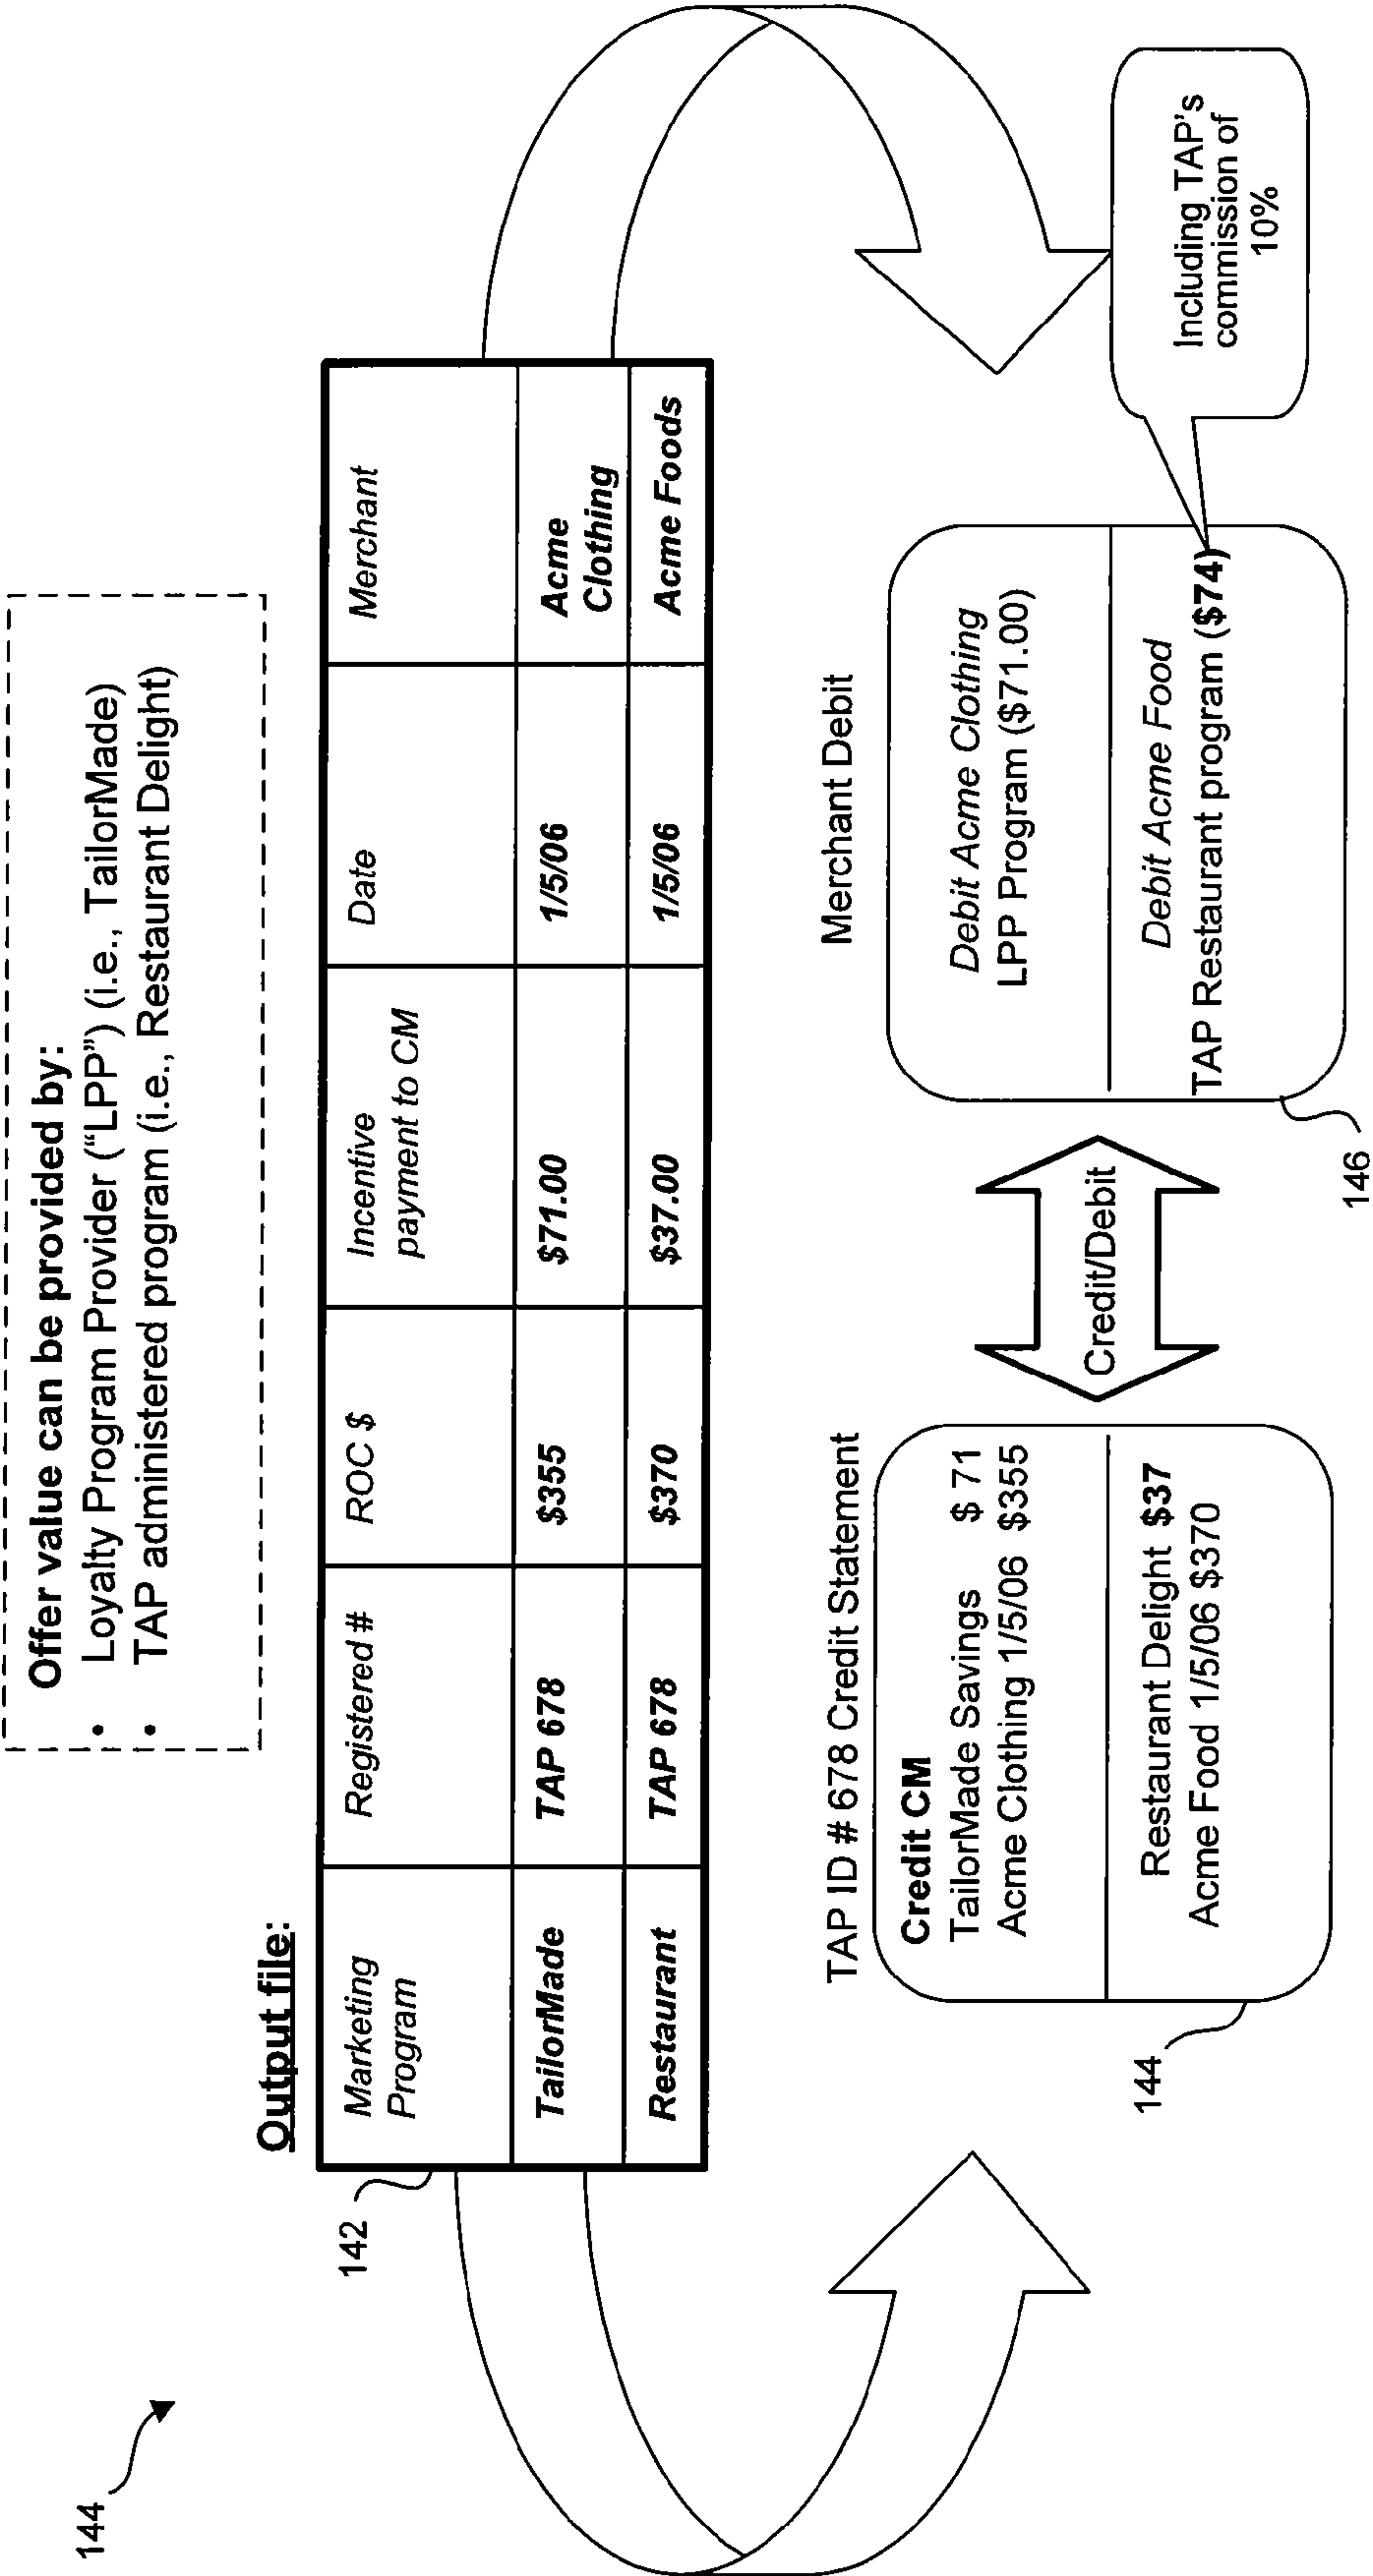 144
Offer value can be provided by:
• Loyalty Program Provider (“LPP”) (i.e., TailorMade)
• TAP administered program (i.e., Restaurant Delight)
Output file:
142
Marketing Program Registered # ROC $ Incentive payment to CM Date Merchant
TailorMade TAP 678 $355 $71.00 1/5/06 Acme Clothing
Restaurant TAP 678 $370 $37.00 1/5/06 Acme Foods
TAP ID # 678 Credit Statement
Credit CM
TailorMade Savings $ 71
Acme Clothing 1/5/06 $355
Restaurant Delight $37
Acme Food 1/5/06 $370
144
Credit/Debit
Merchant Debit
Debit Acme Clothing
LPP Program ($71.00)
Debit Acme Food
TAP Restaurant program ($74)
146
Including TAP's
commission of
10%